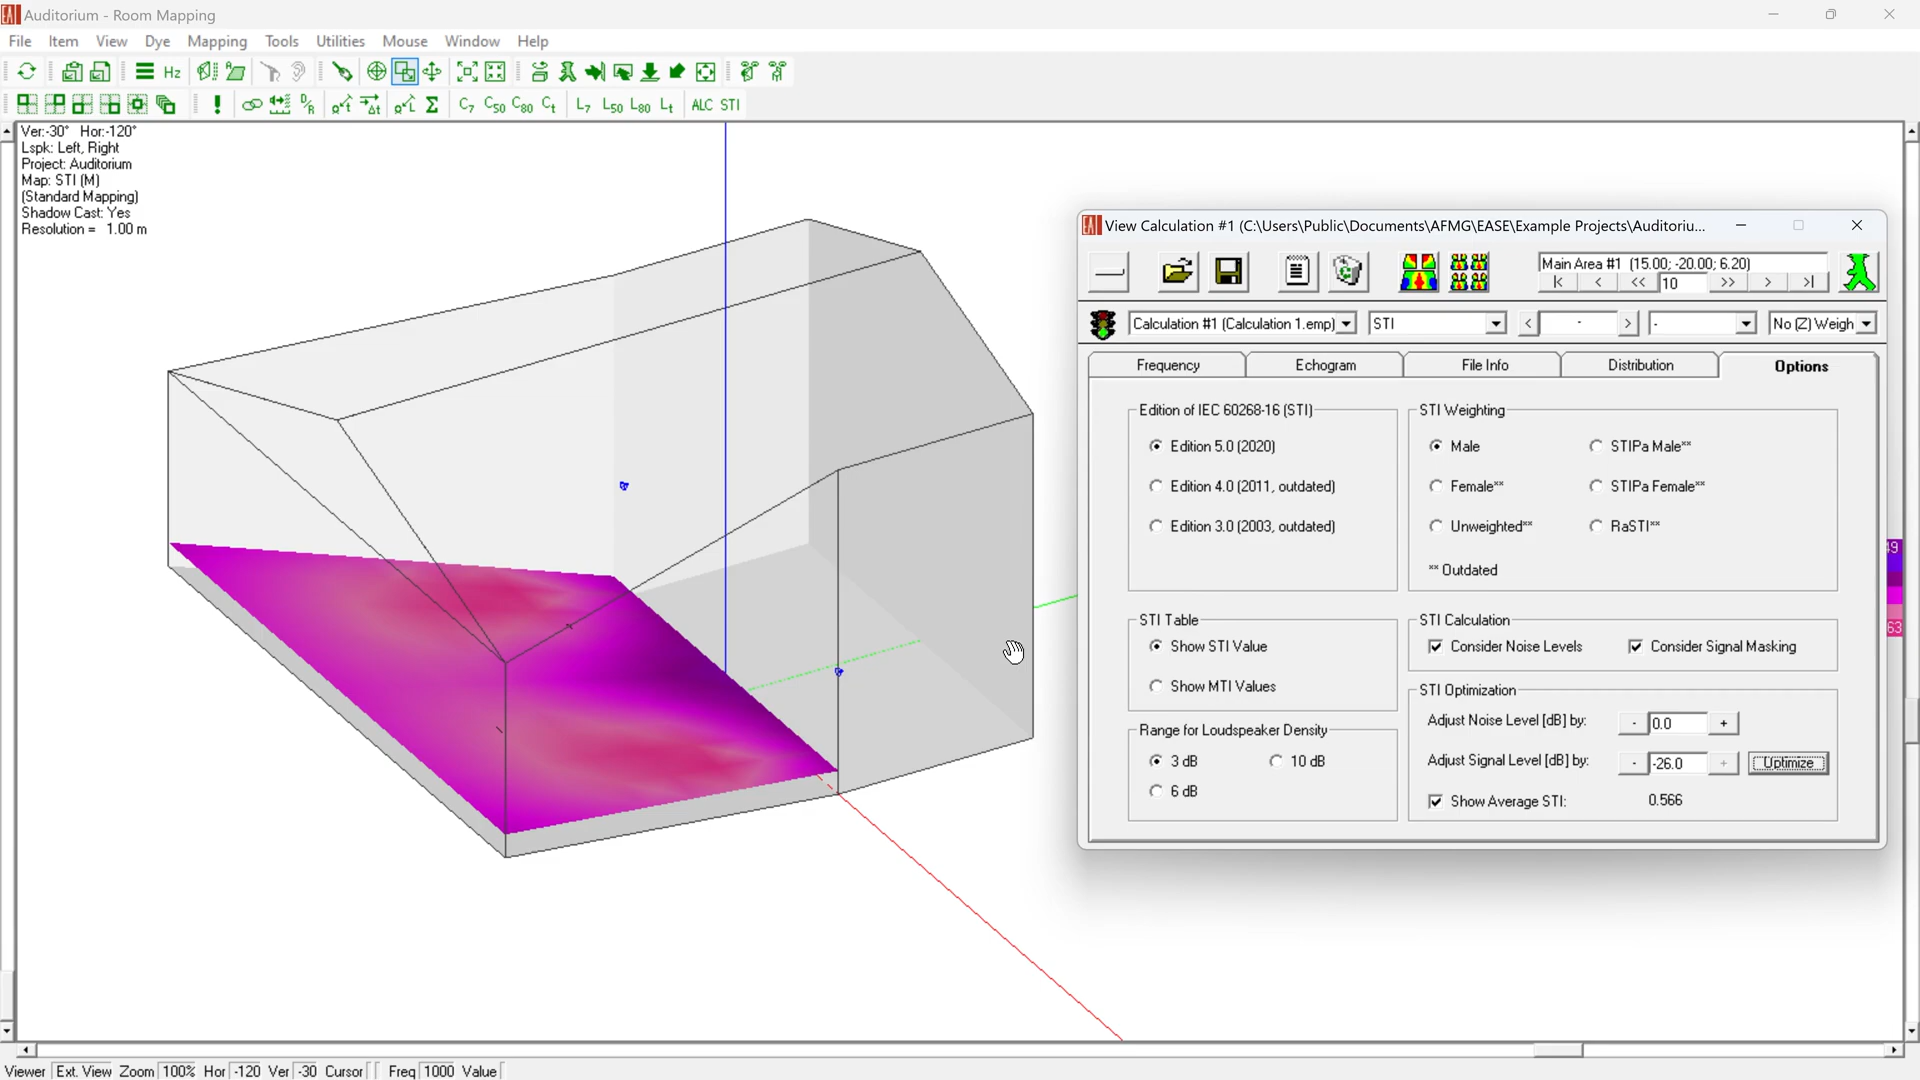 Auditorium - Room Mapping
File Item View Dye Mapping Tools Utilities Mouse Window Help
Hz
D/R C7 C50 C80 Ct L7 L50 L80 Lt ALC STI
Ver:-30° Hor:-120°
Lspk: Left, Right
Project: Auditorium
Map: STI (M)
(Standard Mapping)
Shadow Cast: Yes
Resolution = 1.00 m
View Calculation #1 (C:\Users\Public\Documents\AFMG\EASE\Example Projects\Auditoriu...
Main Area #1 (15.00; -20.00; 6.20)
|< < << 10 >> > >|
Calculation #1 (Calculation 1.emp) STI < - > - No (Z) Weigh
Frequency Echogram File Info Distribution Options
Edition of IEC 60268-16 (STI)
Edition 5.0 (2020)
Edition 4.0 (2011, outdated)
Edition 3.0 (2003, outdated)
STI Weighting
Male STIPa Male**
Female** STIPa Female**
Unweighted** RaSTI**
** Outdated
STI Table
Show STI Value
Show MTI Values
STI Calculation
Consider Noise Levels Consider Signal Masking
Range for Loudspeaker Density
3 dB 10 dB
6 dB
STI Optimization
Adjust Noise Level [dB] by: - 0.0 +
Adjust Signal Level [dB] by: - -26.0 + Optimize
Show Average STI: 0.566
63
Viewer Ext. View Zoom 100% Hor -120 Ver -30 Cursor Freq 1000 Value